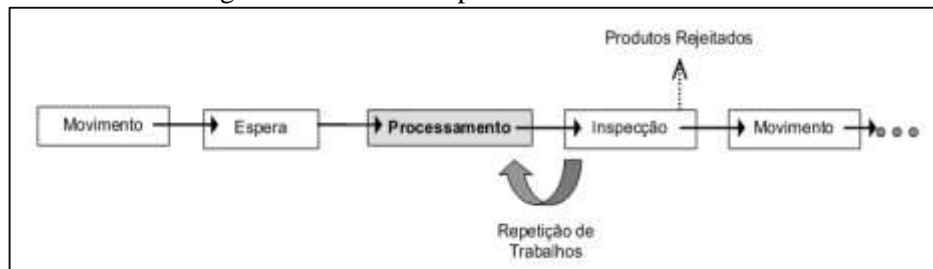 Produtos Rejeitados
Movimento
Espera
Processamento
Inspecção
Movimento
Repetição de
Trabalhos